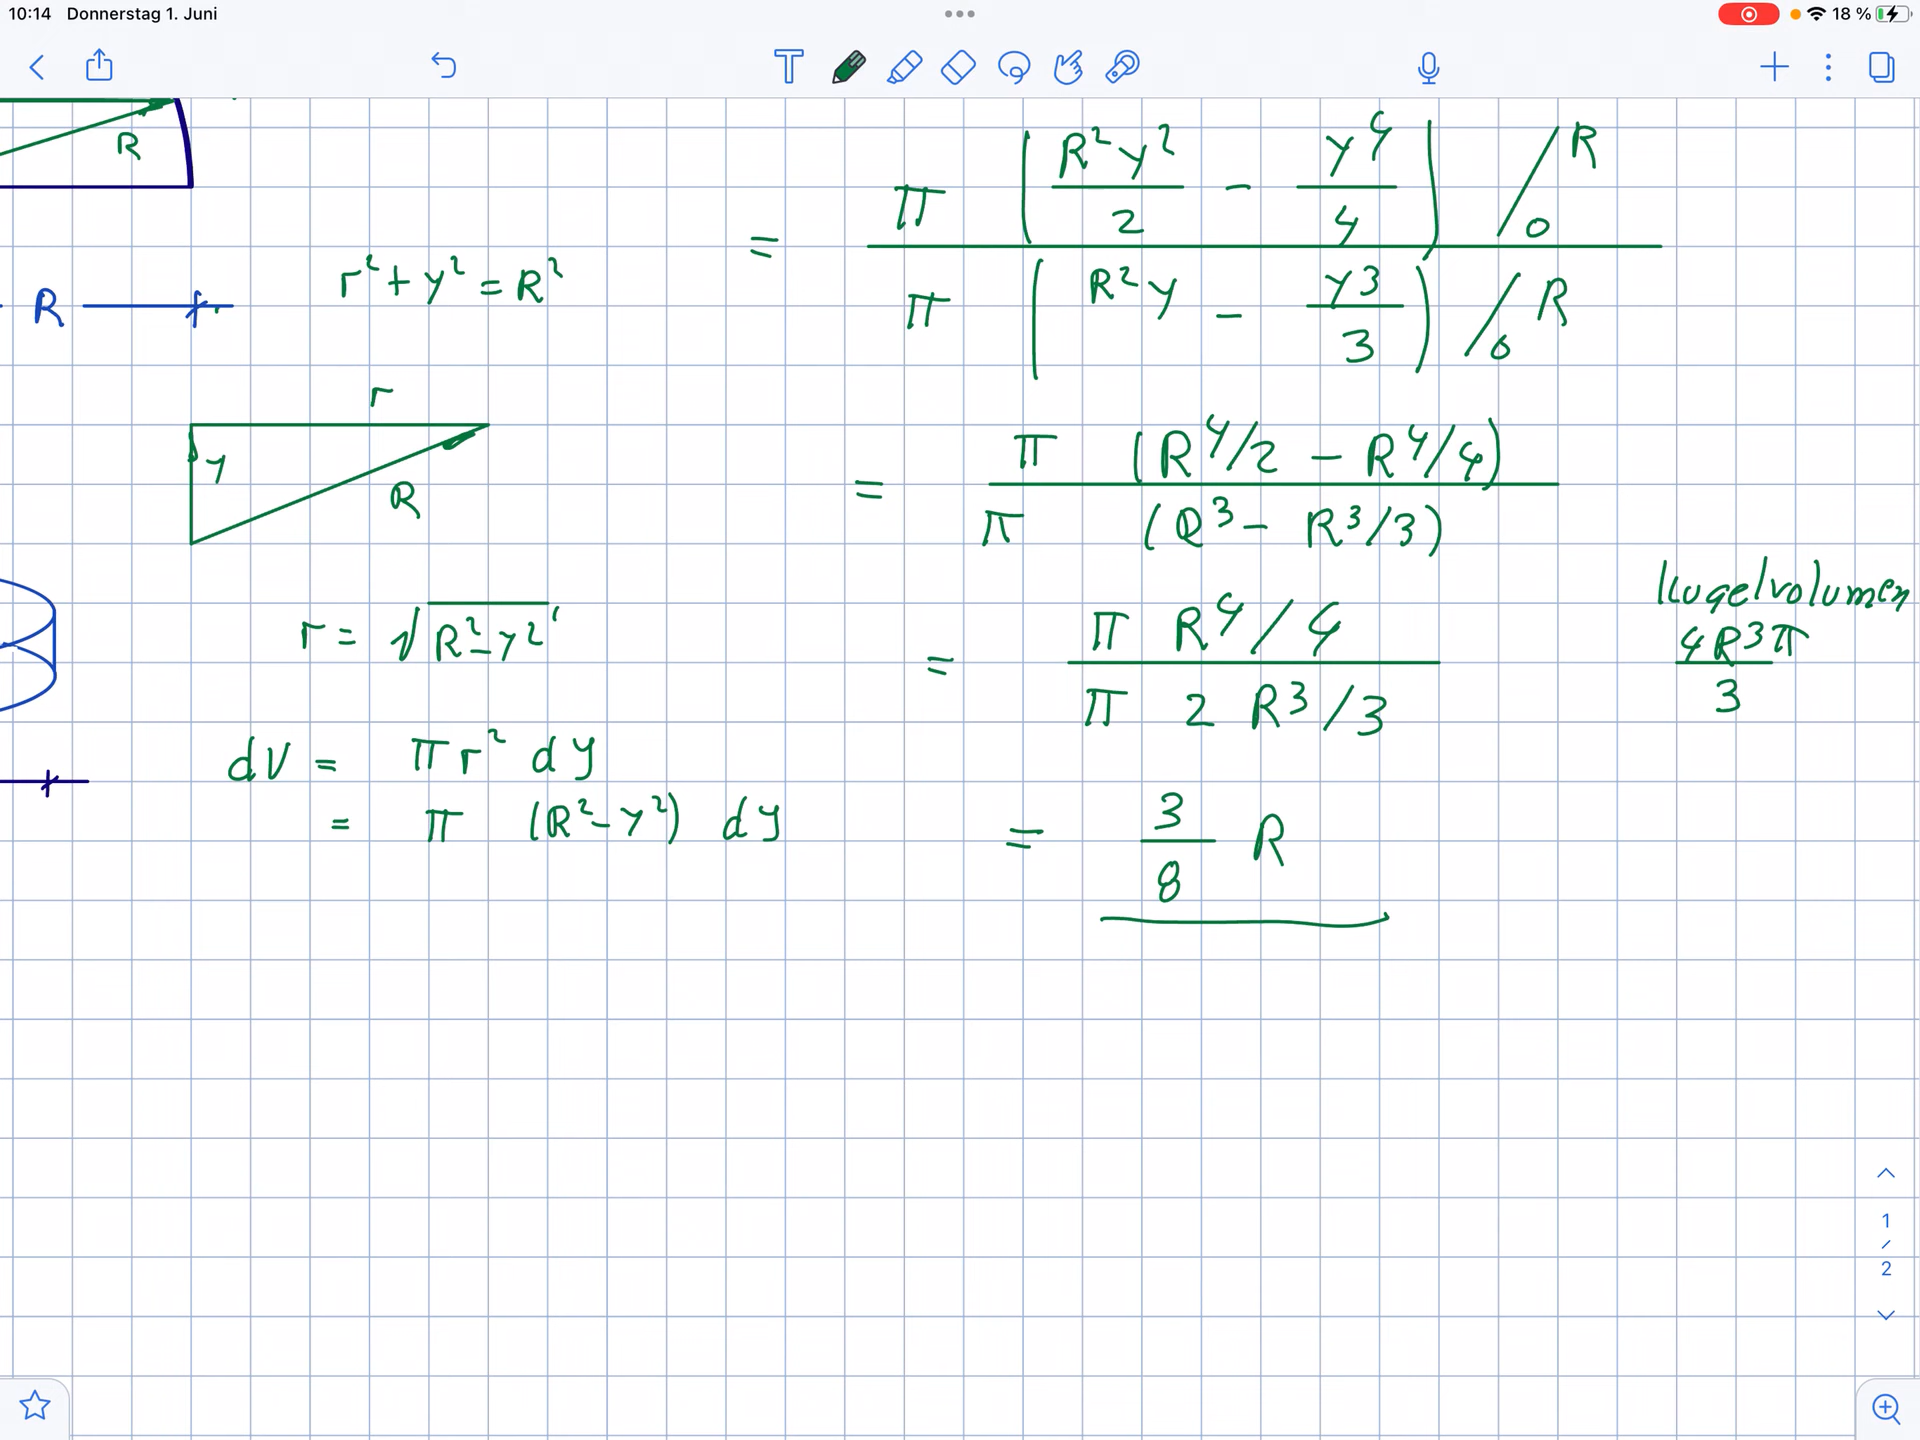 10:14 Donnerstag 1. Juni
18 %
R
R
r² + y² = R²
r
y
R
r = √(R² - y²)
dV = π r² dy
= π (R² - y²) dy
= π (R²y²/2 - y⁴/4) /₀ᴿ
π (R²y - y³/3) /₀ᴿ
= π (R⁴/2 - R⁴/4)
π (R³ - R³/3)
= π R⁴/4
π 2 R³/3
Kugelvolumen
4R³π
3
= 3/8 R
1
/
2